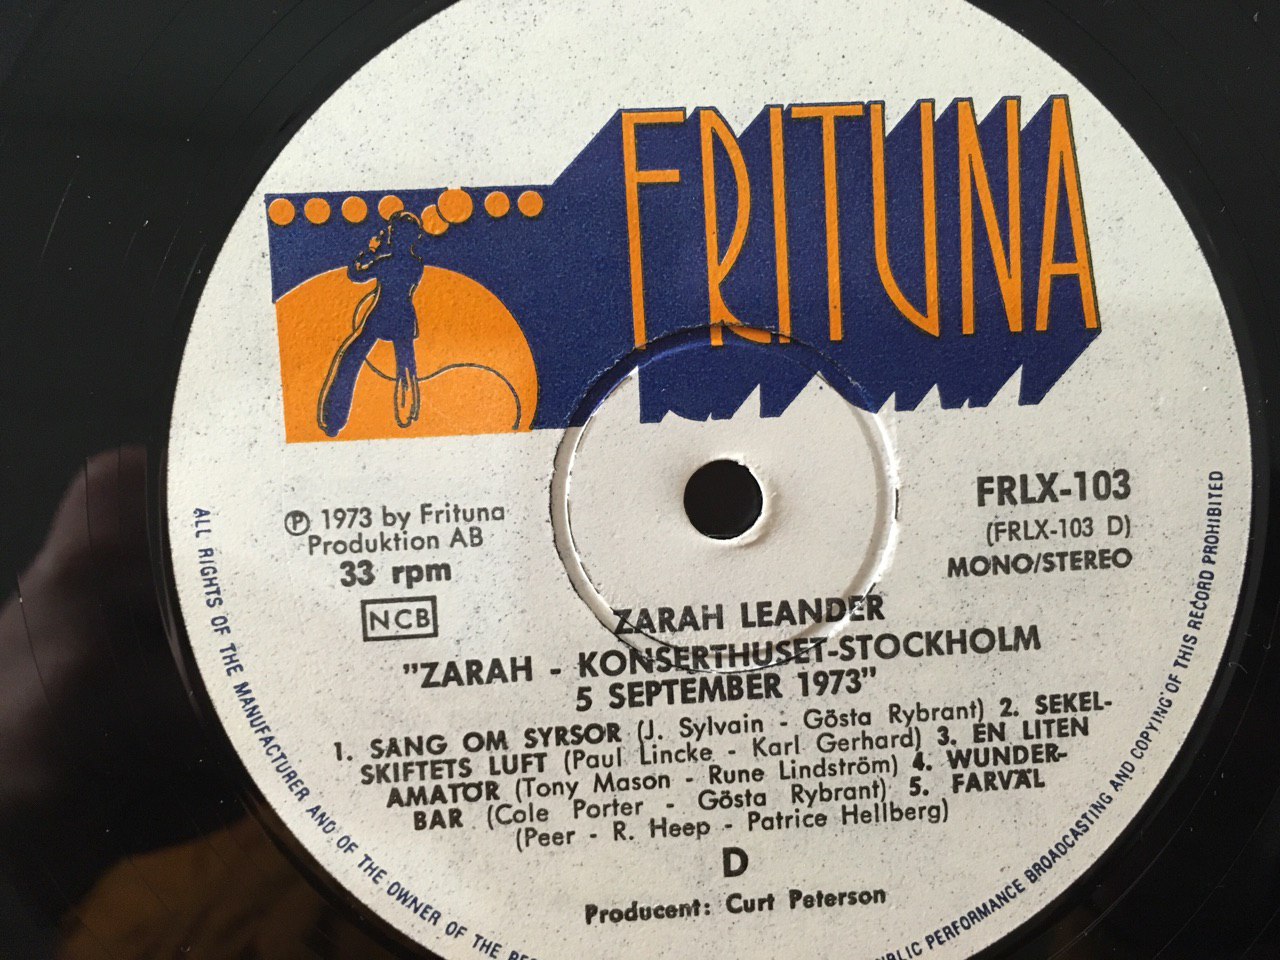 FRITUNA
℗ 1973 by Frituna
Produktion AB
33 rpm
NCB
FRLX-103
(FRLX-103 D)
MONO/STEREO
ZARAH LEANDER
"ZARAH - KONSERTHUSET-STOCKHOLM
5 SEPTEMBER 1973"
1. SANG OM SYRSOR (J. Sylvain - Gösta Rybrant) 2. SEKEL-
SKIFTETS LUFT (Paul Lincke - Karl Gerhard) 3. EN LITEN
AMATÖR (Tony Mason - Rune Lindström) 4. WUNDER-
BAR (Cole Porter - Gösta Rybrant) 5. FARVÄL
(Peer - R. Heep - Patrice Hellberg)
D
Producent: Curt Peterson
ALL RIGHTS OF THE MANUFACTURER AND OF THE OWNER OF THE
PERFORMANCE BROADCASTING AND COPYING OF THIS RECORD PROHIBITED